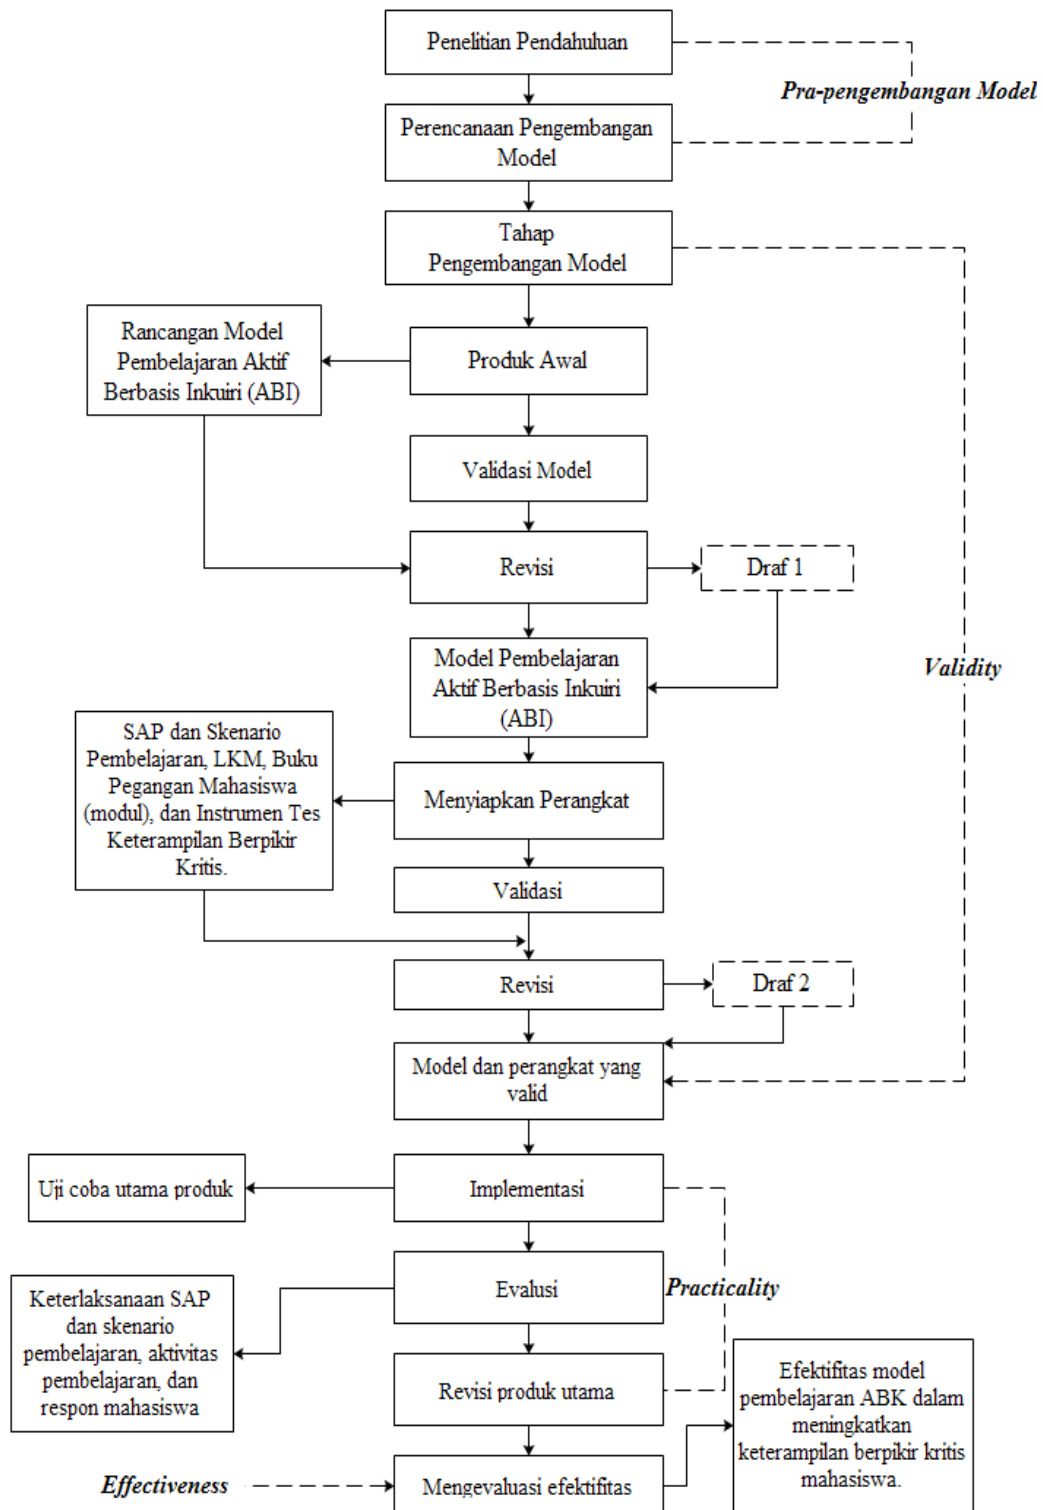 Penelitian Pendahuluan
Pra-pengembangan Model
Perencanaan Pengembangan
Model
Tahap
Pengembangan Model
Rancangan Model
Pembelajaran Aktif
Berbasis Inkuiri (ABI)
Produk Awal
Validasi Model
Revisi
Draf 1
Model Pembelajaran
Aktif Berbasis Inkuiri
(ABI)
Validity
SAP dan Skenario
Pembelajaran, LKM, Buku
Pegangan Mahasiswa
(modul), dan Instrumen Tes
Keterampilan Berpikir
Kritis.
Menyiapkan Perangkat
Validasi
Revisi
Draf 2
Model dan perangkat yang
valid
Uji coba utama produk
Implementasi
Evalusi
Practicality
Keterlaksanaan SAP
dan skenario
pembelajaran, aktivitas
pembelajaran, dan
respon mahasiswa
Revisi produk utama
Efektifitas model
pembelajaran ABK dalam
meningkatkan
keterampilan berpikir kritis
mahasiswa.
Effectiveness
Mengevaluasi efektifitas